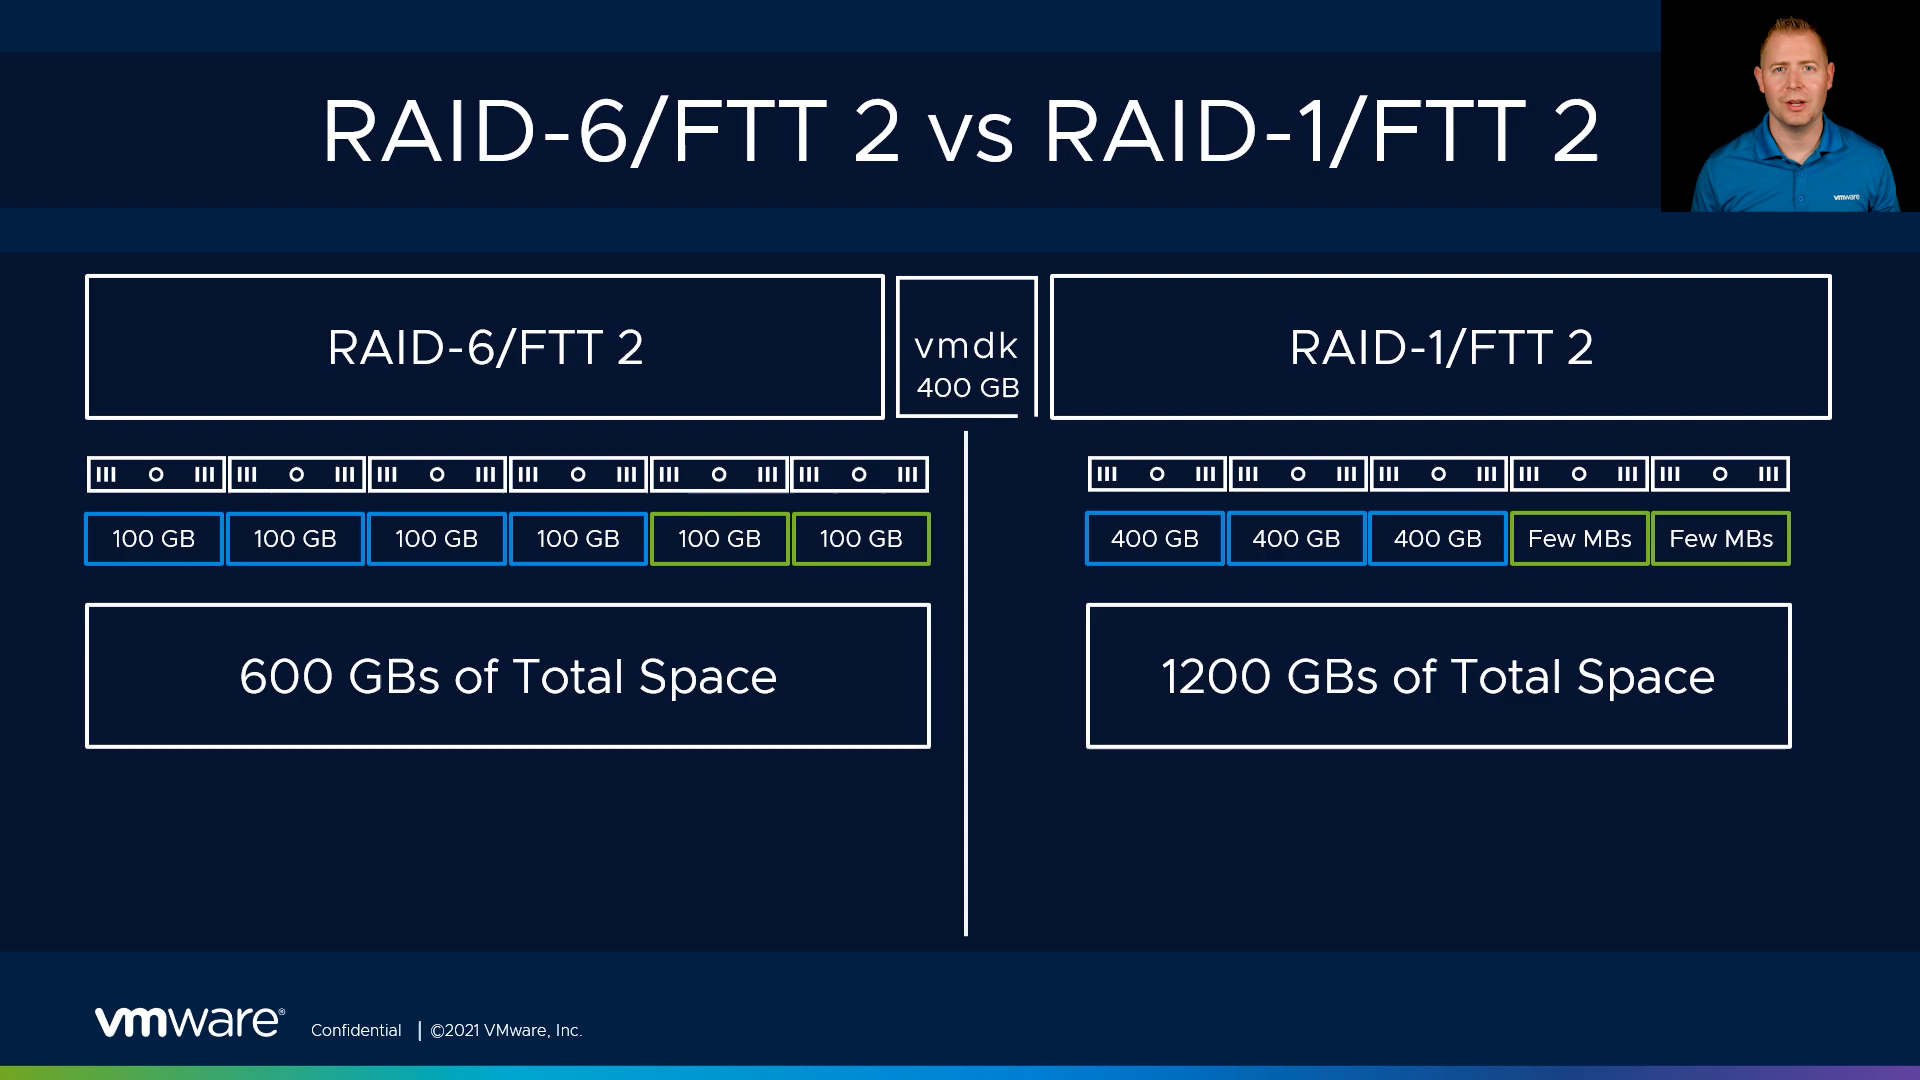 RAID-6/FTT 2 vs RAID-1/FTT 2
vmware
RAID-6/FTT 2
vmdk
400 GB
RAID-1/FTT 2
100 GB 100 GB 100 GB 100 GB 100 GB 100 GB
400 GB 400 GB 400 GB Few MBs Few MBs
600 GBs of Total Space
1200 GBs of Total Space
vmware® Confidential | ©2021 VMware, Inc.